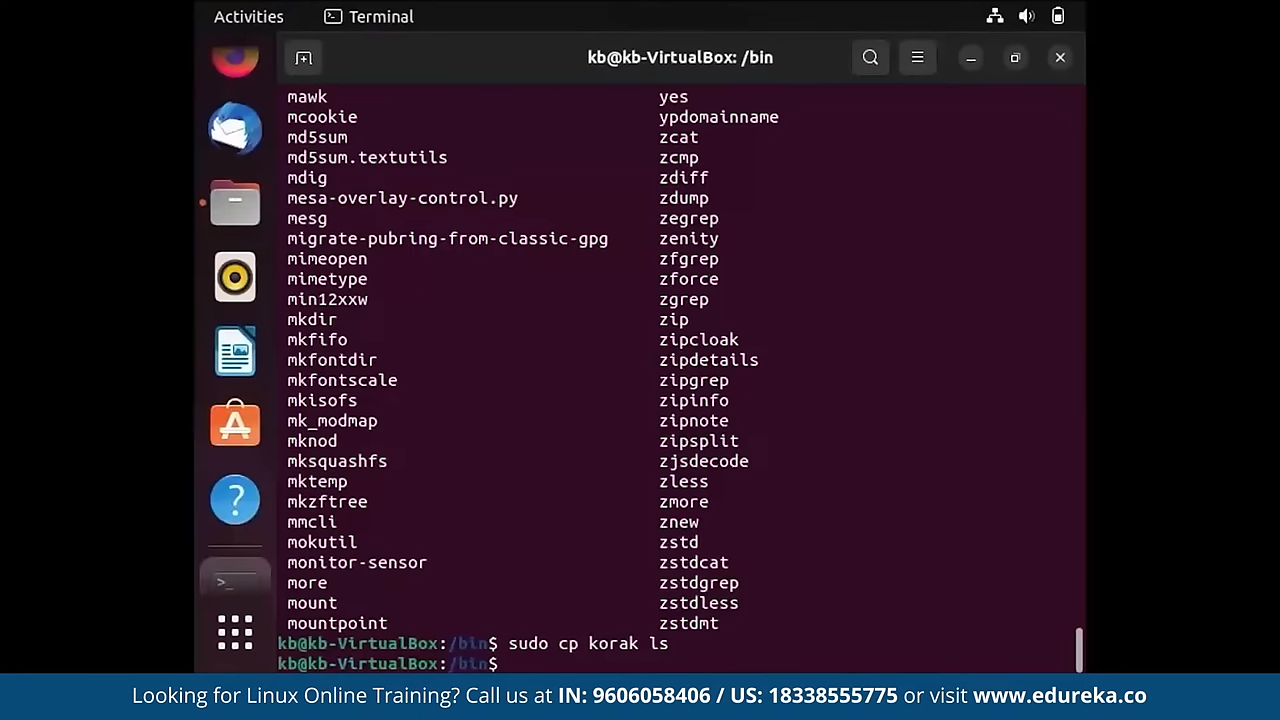 Activities Terminal
kb@kb-VirtualBox: /bin
mawk yes
mcookie ypdomainname
md5sum zcat
md5sum.textutils zcmp
mdig zdiff
mesa-overlay-control.py zdump
mesg zegrep
migrate-pubring-from-classic-gpg zenity
mimeopen zfgrep
mimetype zforce
min12xxw zgrep
mkdir zip
mkfifo zipcloak
mkfontdir zipdetails
mkfontscale zipgrep
mkisofs zipinfo
mk_modmap zipnote
mknod zipsplit
mksquashfs zjsdecode
mktemp zless
mkzftree zmore
mmcli znew
mokutil zstd
monitor-sensor zstdcat
more zstdgrep
mount zstdless
mountpoint zstdmt
kb@kb-VirtualBox:/bin$ sudo cp korak ls
kb@kb-VirtualBox:/bin$
Looking for Linux Online Training? Call us at IN: 9606058406 / US: 18338555775 or visit www.edureka.co